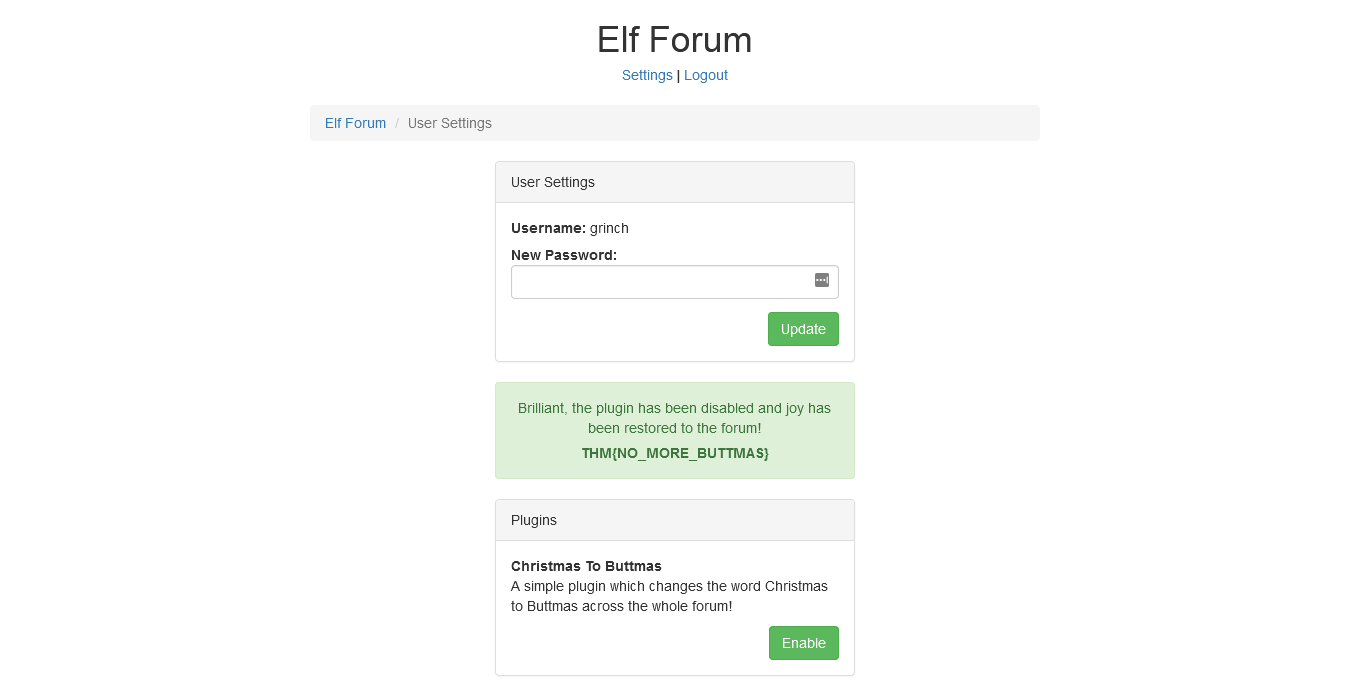 Elf Forum
Settings | Logout
Elf Forum / User Settings
User Settings
Username: grinch
New Password:
Update
Brilliant, the plugin has been disabled and joy has
been restored to the forum!
THM{NO_MORE_BUTTMAS}
Plugins
Christmas To Buttmas
A simple plugin which changes the word Christmas
to Buttmas across the whole forum!
Enable